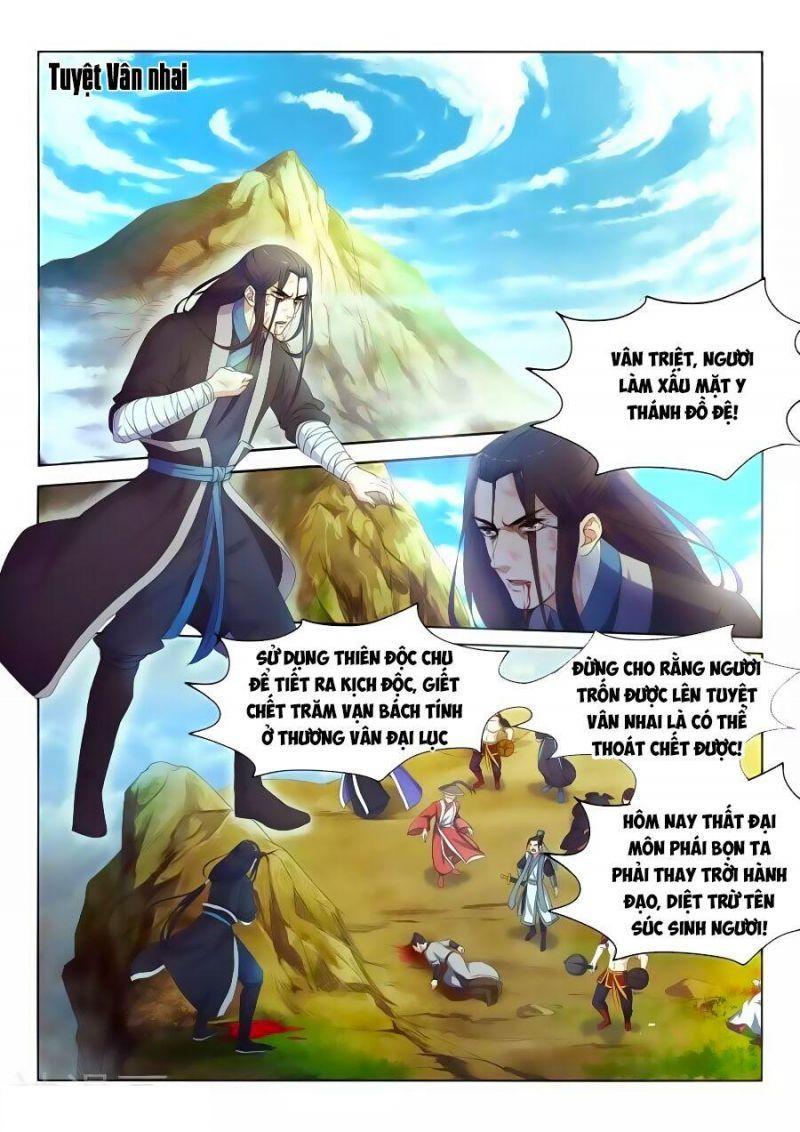 Tuyệt Vân nhai
VÂN TRIỆT, NGƯƠI
LÀM XẤU MẶT Y
THÁNH ĐỒ ĐỆ!
SỬ DỤNG THIÊN ĐỘC CHU
ĐỂ TIẾT RA KỊCH ĐỘC, GIẾT
CHẾT TRĂM VẠN BÁCH TÍNH
Ở THƯƠNG VÂN ĐẠI LỤC
ĐỪNG CHO RẰNG NGƯƠI
TRỐN ĐƯỢC LÊN TUYỆT
VÂN NHAI LÀ CÓ THỂ
THOÁT CHẾT ĐƯỢC!
HÔM NAY THẤT ĐẠI
MÔN PHÁI BỌN TA
PHẢI THAY TRỜI HÀNH
ĐẠO, DIỆT TRỪ TÊN
SÚC SINH NGƯƠI!